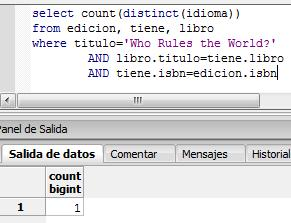 select count(distinct(idioma))
from edicion, tiene, libro
where titulo='Who Rules the World?'
AND libro.titulo=tiene.libro
AND tiene.isbn=edicion.isbn
Panel de Salida
Salida de datos Comentar Mensajes Historial
count
bigint
1 1